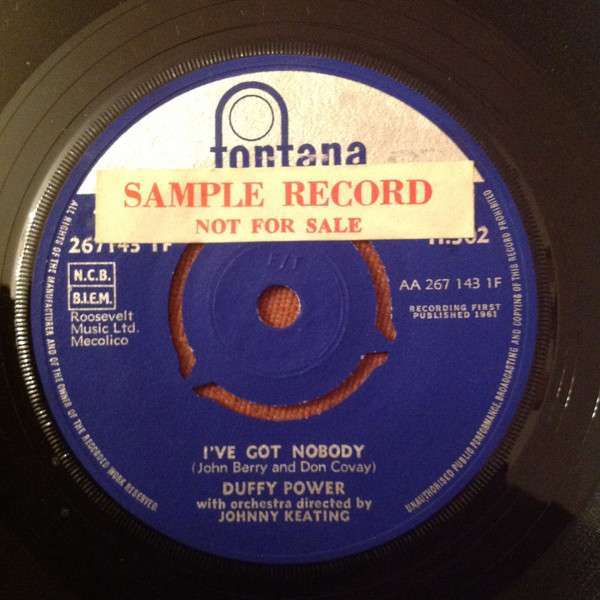 fontana
SAMPLE RECORD
NOT FOR SALE
267143 1F
H.302
AA 267 143 1F
N.C.B.
B.I.E.M.
RECORDING FIRST
PUBLISHED 1961
Roosevelt
Music Ltd.
Mecolico
I'VE GOT NOBODY
(John Berry and Don Covay)
DUFFY POWER
with orchestra directed by
JOHNNY KEATING
ALL RIGHTS OF THE MANUFACTURER AND OF THE OWNER OF THE RECORDED WORK RESERVED
UNAUTHORISED PUBLIC PERFORMANCE, BROADCASTING AND COPYING OF THIS RECORD PROHIBITED